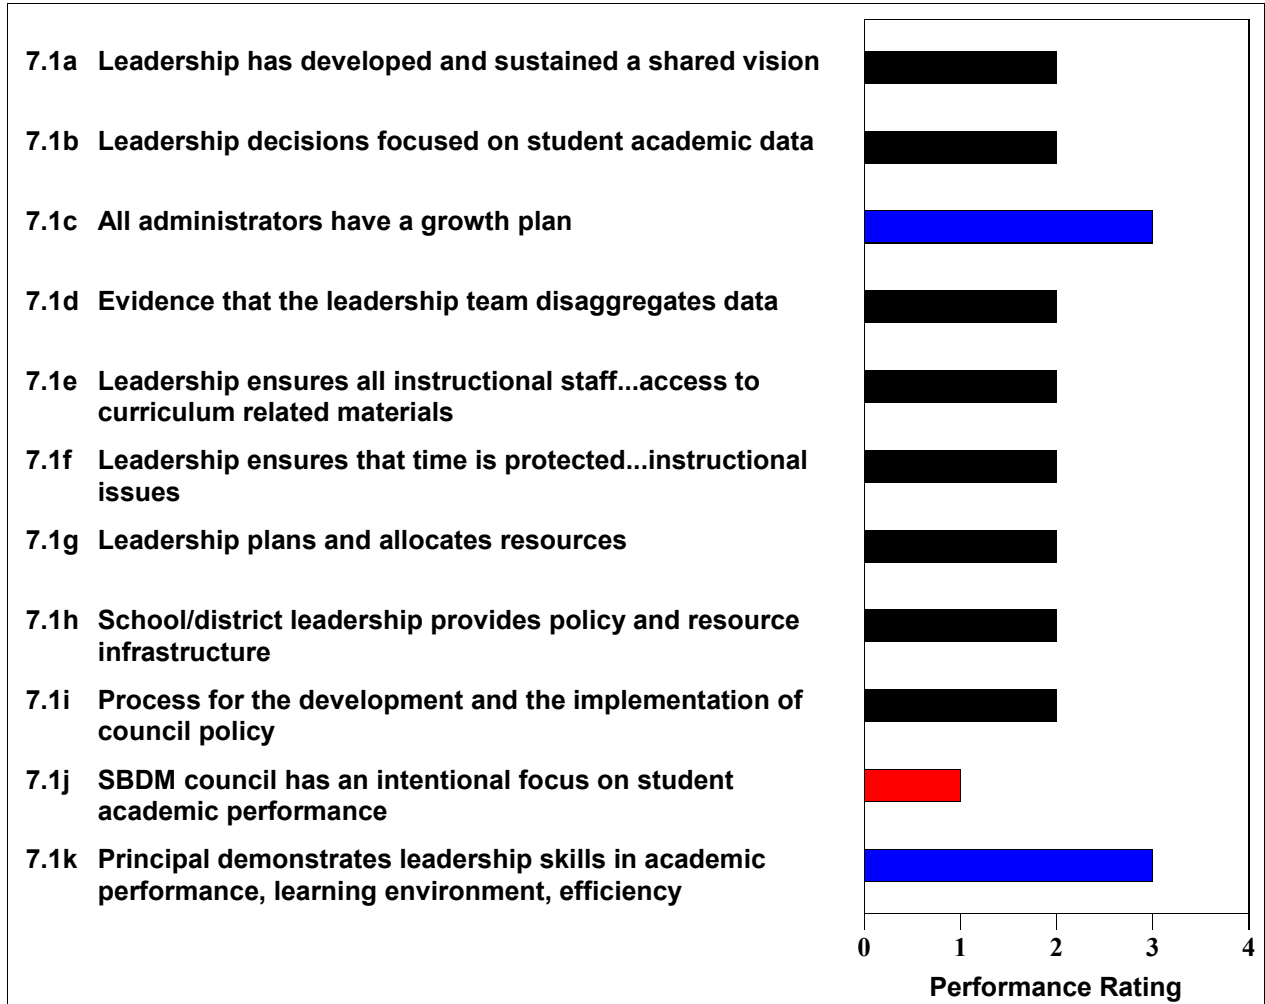 7.1a Leadership has developed and sustained a shared vision
7.1b Leadership decisions focused on student academic data
7.1c All administrators have a growth plan
7.1d Evidence that the leadership team disaggregates data
7.1e Leadership ensures all instructional staff...access to
curriculum related materials
7.1f Leadership ensures that time is protected...instructional
issues
7.1g Leadership plans and allocates resources
7.1h School/district leadership provides policy and resource
infrastructure
7.1i Process for the development and the implementation of
council policy
7.1j SBDM council has an intentional focus on student
academic performance
7.1k Principal demonstrates leadership skills in academic
performance, learning environment, efficiency
0 1 2 3 4
Performance Rating